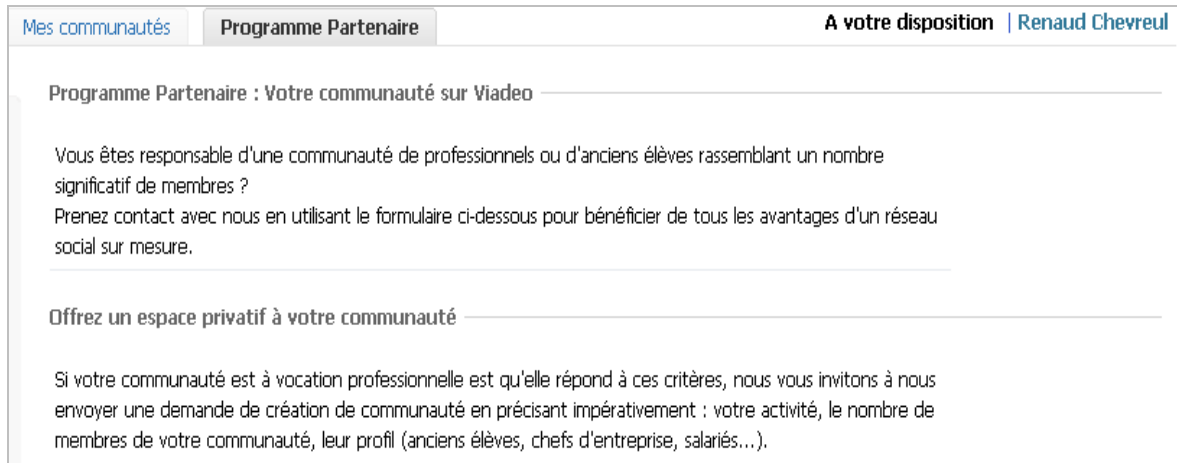 Mes communautés
Programme Partenaire
A votre disposition | Renaud Chevreul
Programme Partenaire : Votre communauté sur Viadeo
Vous êtes responsable d'une communauté de professionnels ou d'anciens élèves rassemblant un nombre
significatif de membres ?
Prenez contact avec nous en utilisant le formulaire ci-dessous pour bénéficier de tous les avantages d'un réseau
social sur mesure.
Offrez un espace privatif à votre communauté
Si votre communauté est à vocation professionnelle est qu'elle répond à ces critères, nous vous invitons à nous
envoyer une demande de création de communauté en précisant impérativement : votre activité, le nombre de
membres de votre communauté, leur profil (anciens élèves, chefs d'entreprise, salariés...).